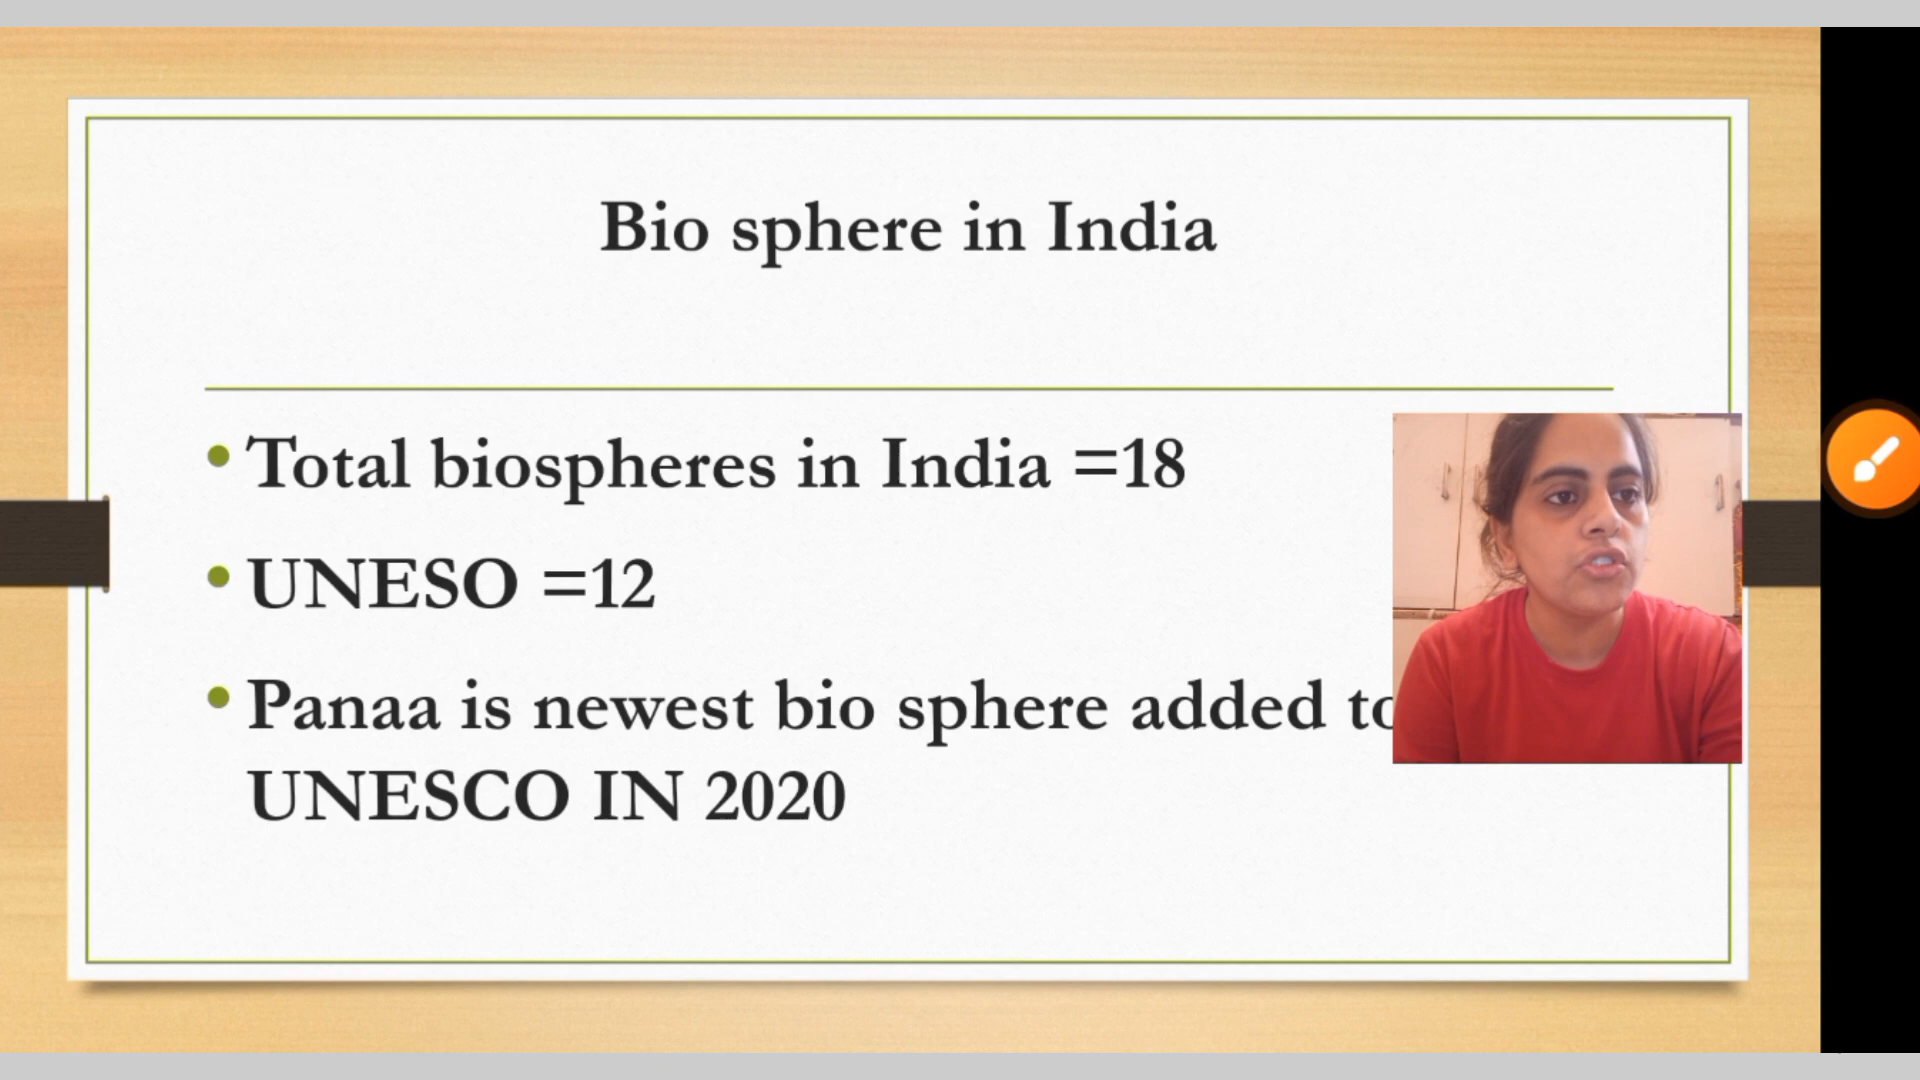 Bio sphere in India
• Total biospheres in India =18
• UNESO =12
• Panaa is newest bio sphere added to
UNESCO IN 2020